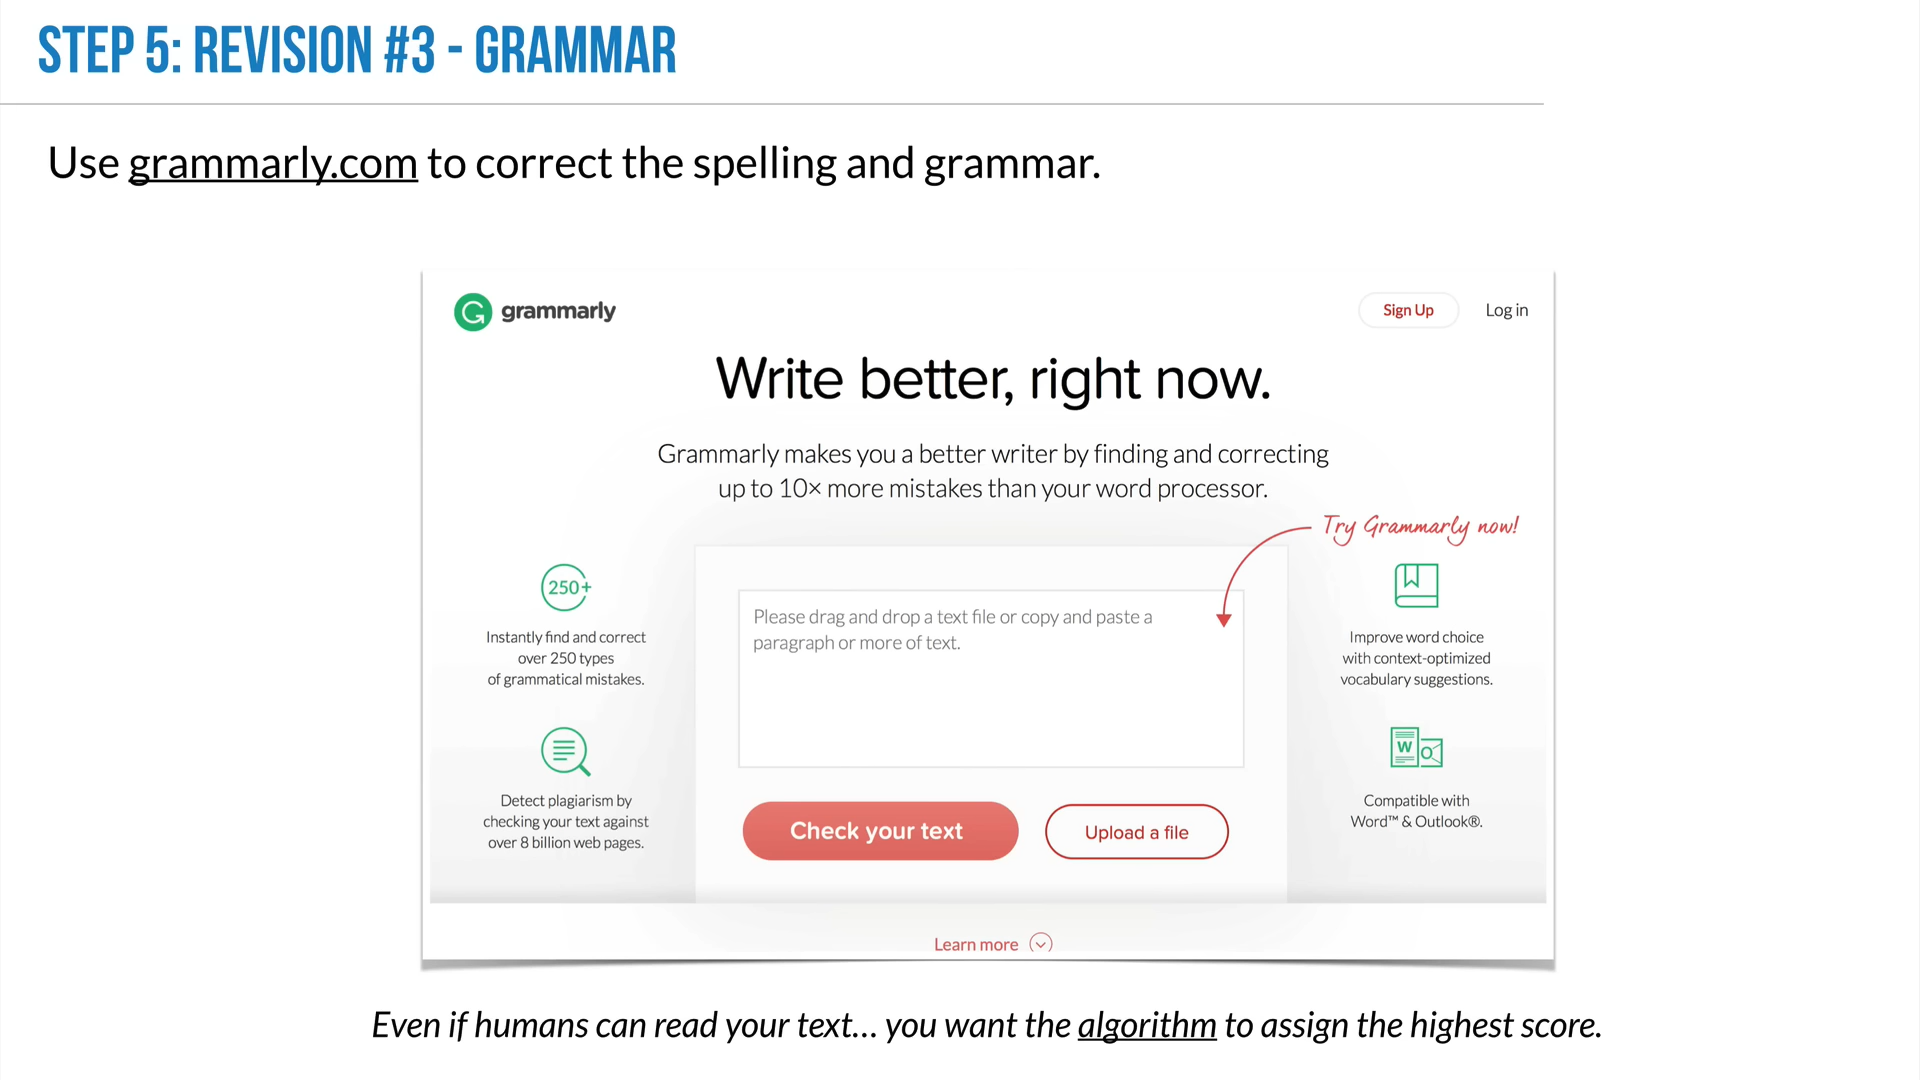 STEP 5: REVISION #3 - GRAMMAR
Use grammarly.com to correct the spelling and grammar.
G grammarly
Sign Up
Log in
Write better, right now.
Grammarly makes you a better writer by finding and correcting
up to 10× more mistakes than your word processor.
Try Grammarly now!
250+
Instantly find and correct
over 250 types
of grammatical mistakes.
Please drag and drop a text file or copy and paste a
paragraph or more of text.
Improve word choice
with context-optimized
vocabulary suggestions.
Detect plagiarism by
checking your text against
over 8 billion web pages.
W O
Compatible with
Word™ & Outlook®.
Check your text
Upload a file
Learn more
Even if humans can read your text... you want the algorithm to assign the highest score.